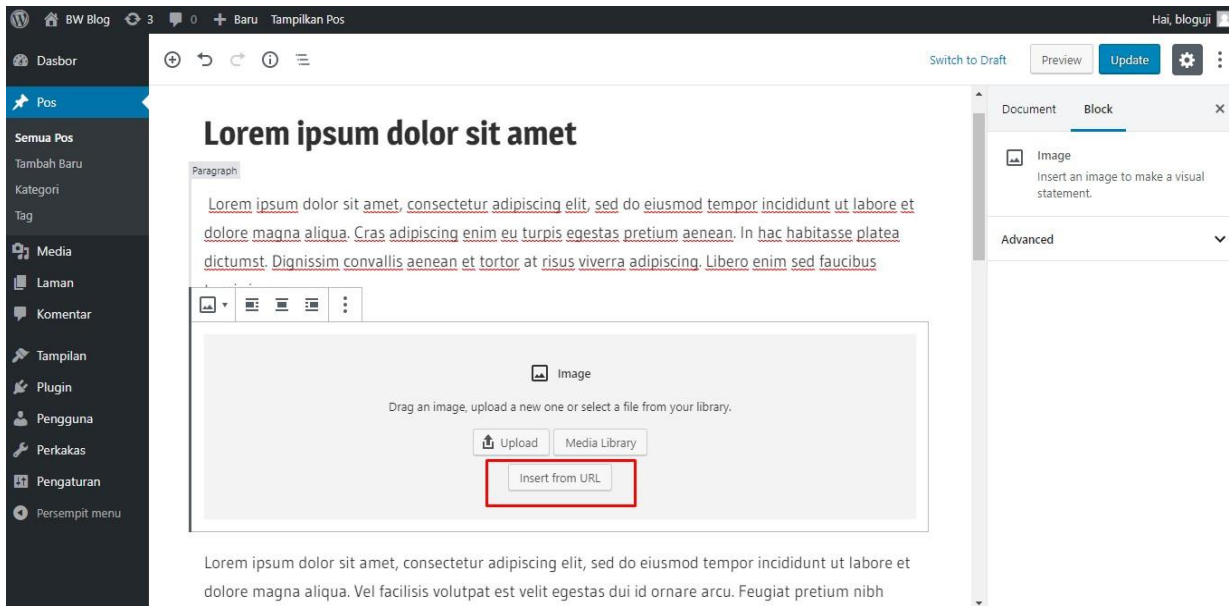 BW Blog 3 0 + Baru Tampilkan Pos Hai, bloguji
Dasbor
Pos
Semua Pos
Tambah Baru
Kategori
Tag
Media
Laman
Komentar
Tampilan
Plugin
Pengguna
Perkakas
Pengaturan
Persempit menu
Switch to Draft Preview Update
Lorem ipsum dolor sit amet
Paragraph
Lorem ipsum dolor sit amet, consectetur adipiscing elit, sed do eiusmod tempor incididunt ut labore et
dolore magna aliqua. Cras adipiscing enim eu turpis egestas pretium aenean. In hac habitasse platea
dictumst. Dignissim convallis aenean et tortor at risus viverra adipiscing. Libero enim sed faucibus
Image
Drag an image, upload a new one or select a file from your library.
Upload Media Library
Insert from URL
Lorem ipsum dolor sit amet, consectetur adipiscing elit, sed do eiusmod tempor incididunt ut labore et
dolore magna aliqua. Vel facilisis volutpat est velit egestas dui id ornare arcu. Feugiat pretium nibh
Document Block
Image
Insert an image to make a visual
statement.
Advanced